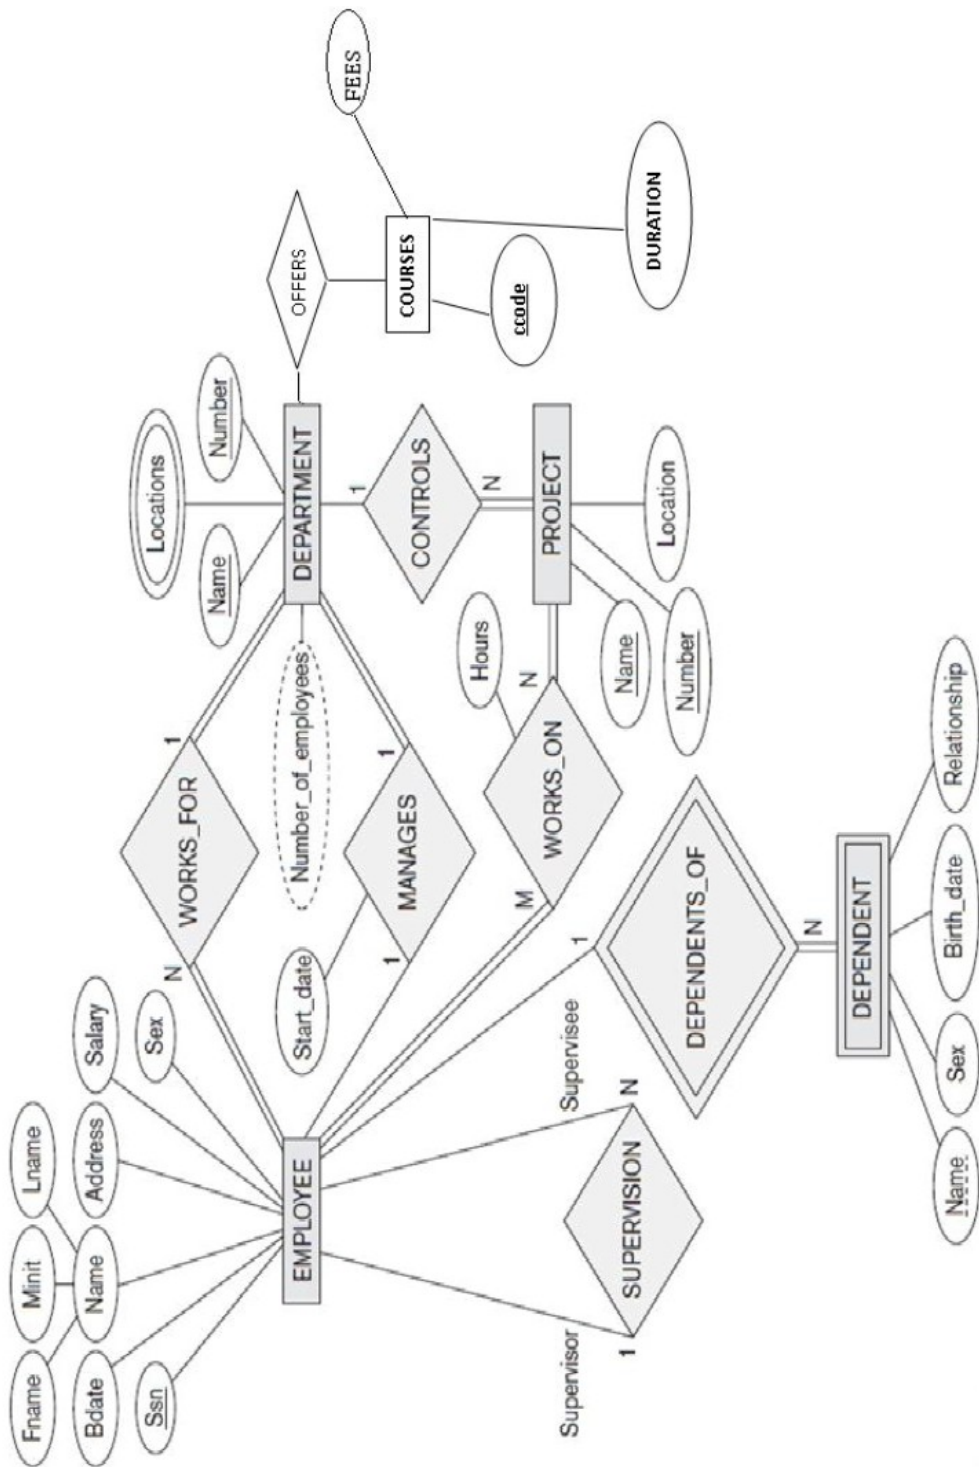 Fname
Minit
Lname
Bdate
Name
Address
Salary
Ssn
Sex
N
WORKS_FOR
1
Name
Locations
Number
EMPLOYEE
Start_date
Number_of_employees
DEPARTMENT
OFFERS
FEES
1
MANAGES
1
1
CONTROLS
COURSES
N
ccode
DURATION
Hours
M
WORKS_ON
N
PROJECT
Supervisor
Supervisee
1
Name
Number
Location
1
SUPERVISION
N
DEPENDENTS_OF
N
DEPENDENT
Name
Sex
Birth_date
Relationship